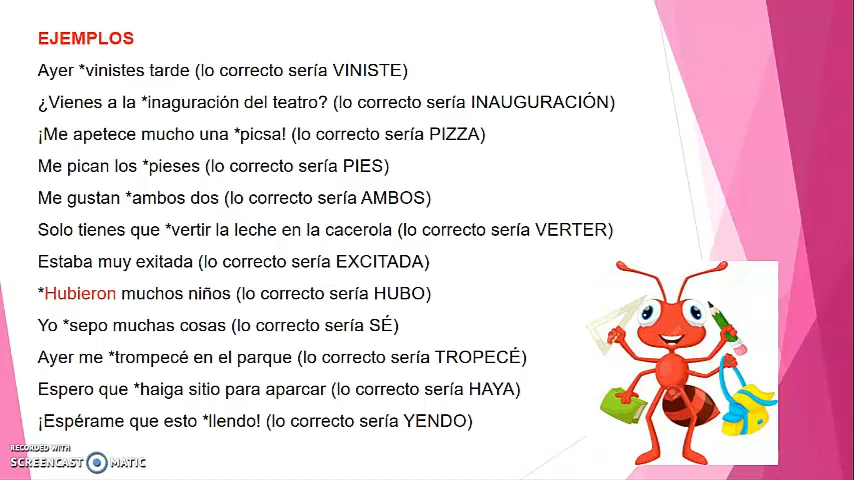 EJEMPLOS
Ayer *vinistes tarde (lo correcto sería VINISTE)
¿Vienes a la *inaguración del teatro? (lo correcto sería INAUGURACIÓN)
¡Me apetece mucho una *picsa! (lo correcto sería PIZZA)
Me pican los *pieses (lo correcto sería PIES)
Me gustan *ambos dos (lo correcto sería AMBOS)
Solo tienes que *vertir la leche en la cacerola (lo correcto sería VERTER)
Estaba muy exitada (lo correcto sería EXCITADA)
*Hubieron muchos niños (lo correcto sería HUBO)
Yo *sepo muchas cosas (lo correcto sería SÉ)
Ayer me *trompecé en el parque (lo correcto sería TROPECÉ)
Espero que *haiga sitio para aparcar (lo correcto sería HAYA)
¡Espérame que esto *llendo! (lo correcto sería YENDO)
RECORDED WITH
SCREENCAST MATIC